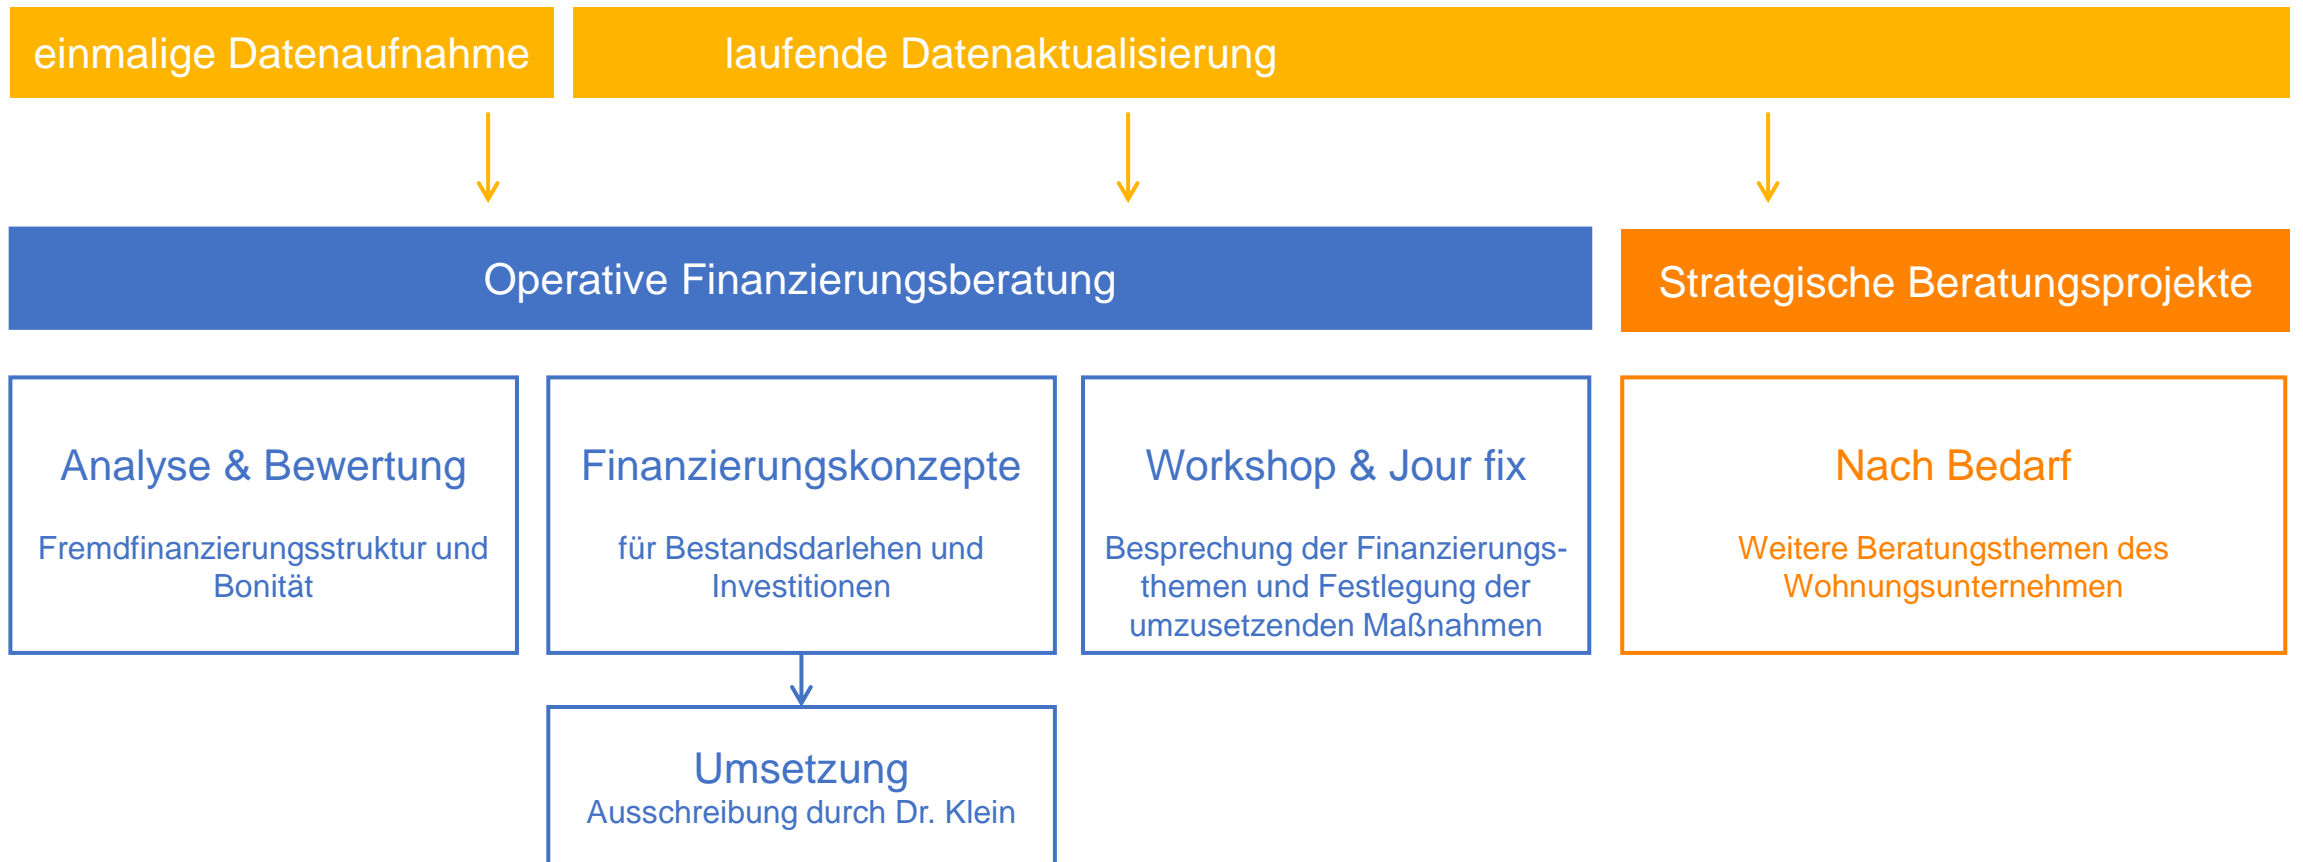 einmalige Datenaufnahme
laufende Datenaktualisierung
Operative Finanzierungsberatung
Strategische Beratungsprojekte
Analyse & Bewertung
Fremdfinanzierungsstruktur und
Bonität
Finanzierungskonzepte
für Bestandsdarlehen und
Investitionen
Workshop & Jour fix
Besprechung der Finanzierungs-
themen und Festlegung der
umzusetzenden Maßnahmen
Nach Bedarf
Weitere Beratungsthemen des
Wohnungsunternehmen
Umsetzung
Ausschreibung durch Dr. Klein